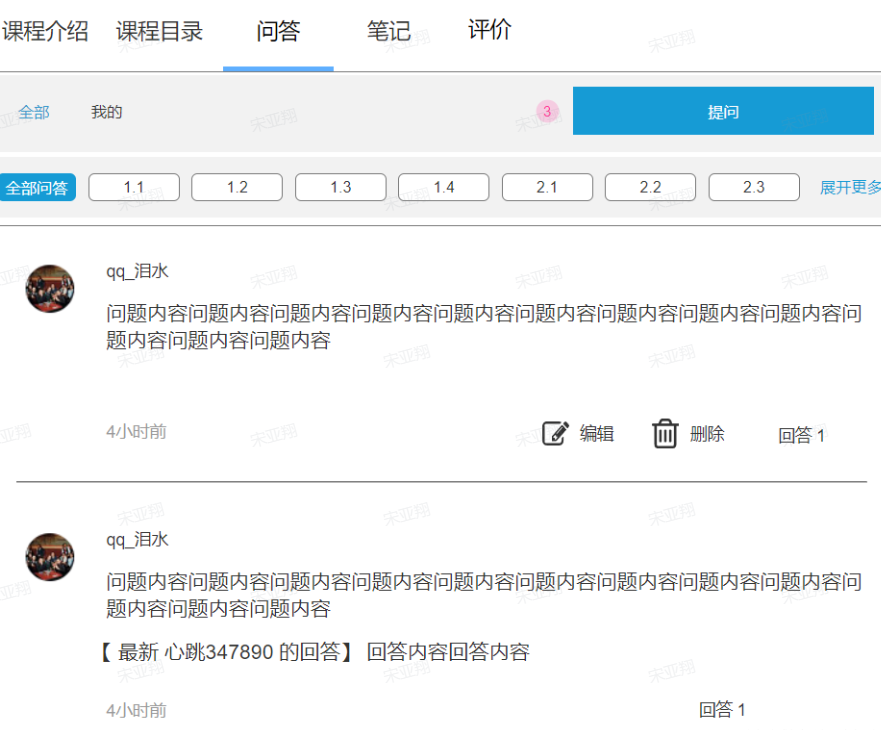 课程介绍 课程目录 问答 笔记 评价
全部 我的 3 提问
全部问答 1.1 1.2 1.3 1.4 2.1 2.2 2.3 展开更多
qq_泪水
问题内容问题内容问题内容问题内容问题内容问题内容问题内容问题内容问题内容问
题内容问题内容问题内容
4小时前 编辑 删除 回答 1
qq_泪水
问题内容问题内容问题内容问题内容问题内容问题内容问题内容问题内容问题内容问
题内容问题内容问题内容
【 最新 心跳347890 的回答】 回答内容回答内容
4小时前 回答 1
宋亚翔